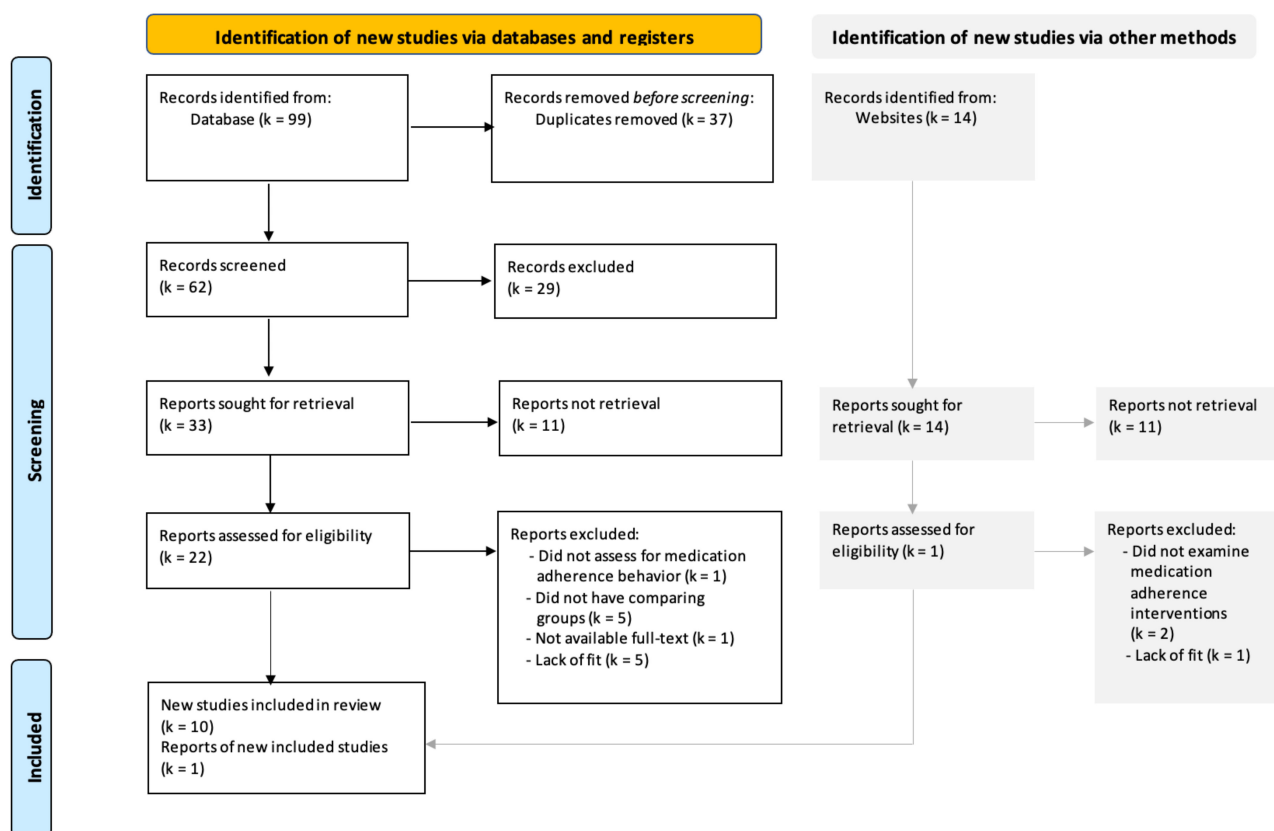 Identification of new studies via databases and registers
Identification of new studies via other methods
Identification
Records identified from:
Database (k = 99)
Records removed before screening:
Duplicates removed (k = 37)
Records identified from:
Websites (k = 14)
Screening
Records screened
(k = 62)
Records excluded
(k = 29)
Reports sought for retrieval
(k = 33)
Reports not retrieval
(k = 11)
Reports sought for
retrieval (k = 14)
Reports not retrieval
(k = 11)
Reports assessed for eligibility
(k = 22)
Reports excluded:
- Did not assess for medication
adherence behavior (k = 1)
- Did not have comparing
groups (k = 5)
- Not available full-text (k = 1)
- Lack of fit (k = 5)
Reports assessed for
eligibility (k = 1)
Reports excluded:
- Did not examine
medication
adherence
interventions
(k = 2)
- Lack of fit (k = 1)
Included
New studies included in review
(k = 10)
Reports of new included studies
(k = 1)